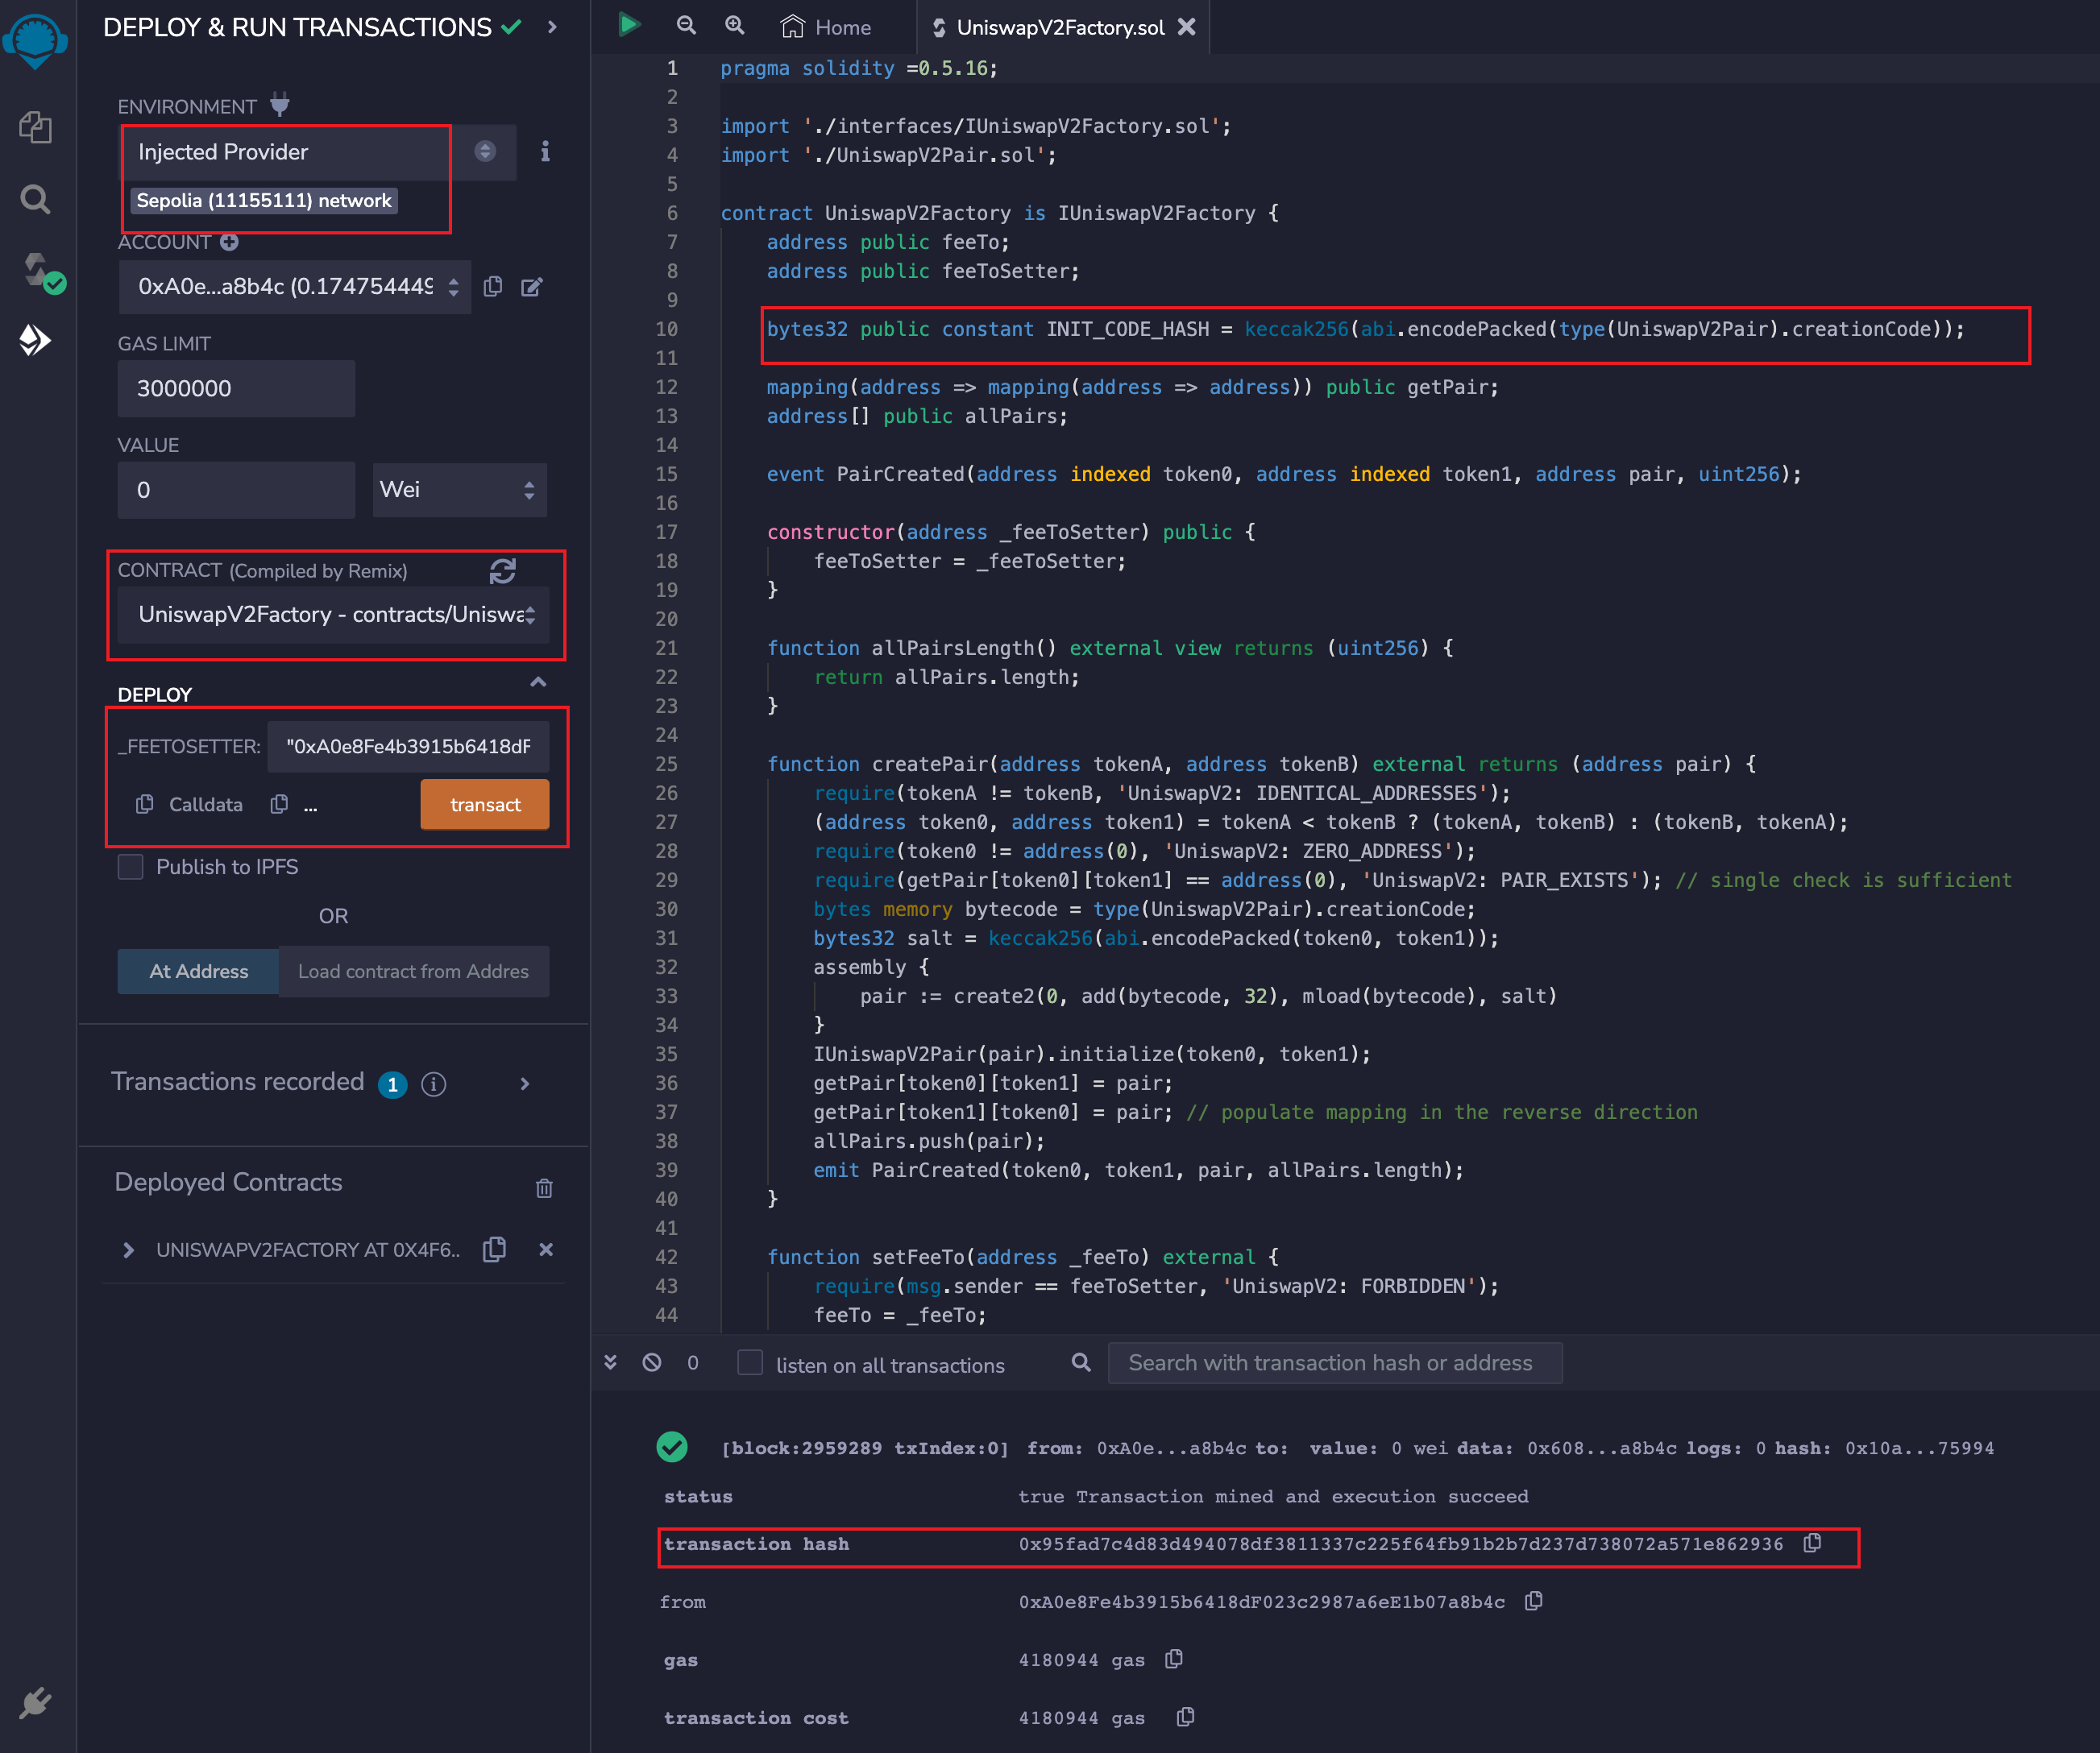 DEPLOY & RUN TRANSACTIONS
ENVIRONMENT
Injected Provider
Sepolia (11155111) network
ACCOUNT
0xA0e...a8b4c (0.174754449
GAS LIMIT
3000000
VALUE
0
Wei
CONTRACT (Compiled by Remix)
UniswapV2Factory - contracts/Uniswa
DEPLOY
_FEETOSETTER:
"0xA0e8Fe4b3915b6418dF
Calldata
...
transact
Publish to IPFS
OR
At Address
Load contract from Addres
Transactions recorded 1 i
Deployed Contracts
UNISWAPV2FACTORY AT 0X4F6..
Home
UniswapV2Factory.sol
1 pragma solidity =0.5.16;
2
3 import './interfaces/IUniswapV2Factory.sol';
4 import './UniswapV2Pair.sol';
5
6 contract UniswapV2Factory is IUniswapV2Factory {
7 address public feeTo;
8 address public feeToSetter;
9
10 bytes32 public constant INIT_CODE_HASH = keccak256(abi.encodePacked(type(UniswapV2Pair).creationCode));
11
12 mapping(address => mapping(address => address)) public getPair;
13 address[] public allPairs;
14
15 event PairCreated(address indexed token0, address indexed token1, address pair, uint256);
16
17 constructor(address _feeToSetter) public {
18 feeToSetter = _feeToSetter;
19 }
20
21 function allPairsLength() external view returns (uint256) {
22 return allPairs.length;
23 }
24
25 function createPair(address tokenA, address tokenB) external returns (address pair) {
26 require(tokenA != tokenB, 'UniswapV2: IDENTICAL_ADDRESSES');
27 (address token0, address token1) = tokenA < tokenB ? (tokenA, tokenB) : (tokenB, tokenA);
28 require(token0 != address(0), 'UniswapV2: ZERO_ADDRESS');
29 require(getPair[token0][token1] == address(0), 'UniswapV2: PAIR_EXISTS'); // single check is sufficient
30 bytes memory bytecode = type(UniswapV2Pair).creationCode;
31 bytes32 salt = keccak256(abi.encodePacked(token0, token1));
32 assembly {
33 pair := create2(0, add(bytecode, 32), mload(bytecode), salt)
34 }
35 IUniswapV2Pair(pair).initialize(token0, token1);
36 getPair[token0][token1] = pair;
37 getPair[token1][token0] = pair; // populate mapping in the reverse direction
38 allPairs.push(pair);
39 emit PairCreated(token0, token1, pair, allPairs.length);
40 }
41
42 function setFeeTo(address _feeTo) external {
43 require(msg.sender == feeToSetter, 'UniswapV2: FORBIDDEN');
44 feeTo = _feeTo;
0
listen on all transactions
Search with transaction hash or address
[block:2959289 txIndex:0] from: 0xA0e...a8b4c to: value: 0 wei data: 0x608...a8b4c logs: 0 hash: 0x10a...75994
status true Transaction mined and execution succeed
transaction hash 0x95fad7c4d83d494078df3811337c225f64fb91b2b7d237d738072a571e862936
from 0xA0e8Fe4b3915b6418dF023c2987a6eE1b07a8b4c
gas 4180944 gas
transaction cost 4180944 gas